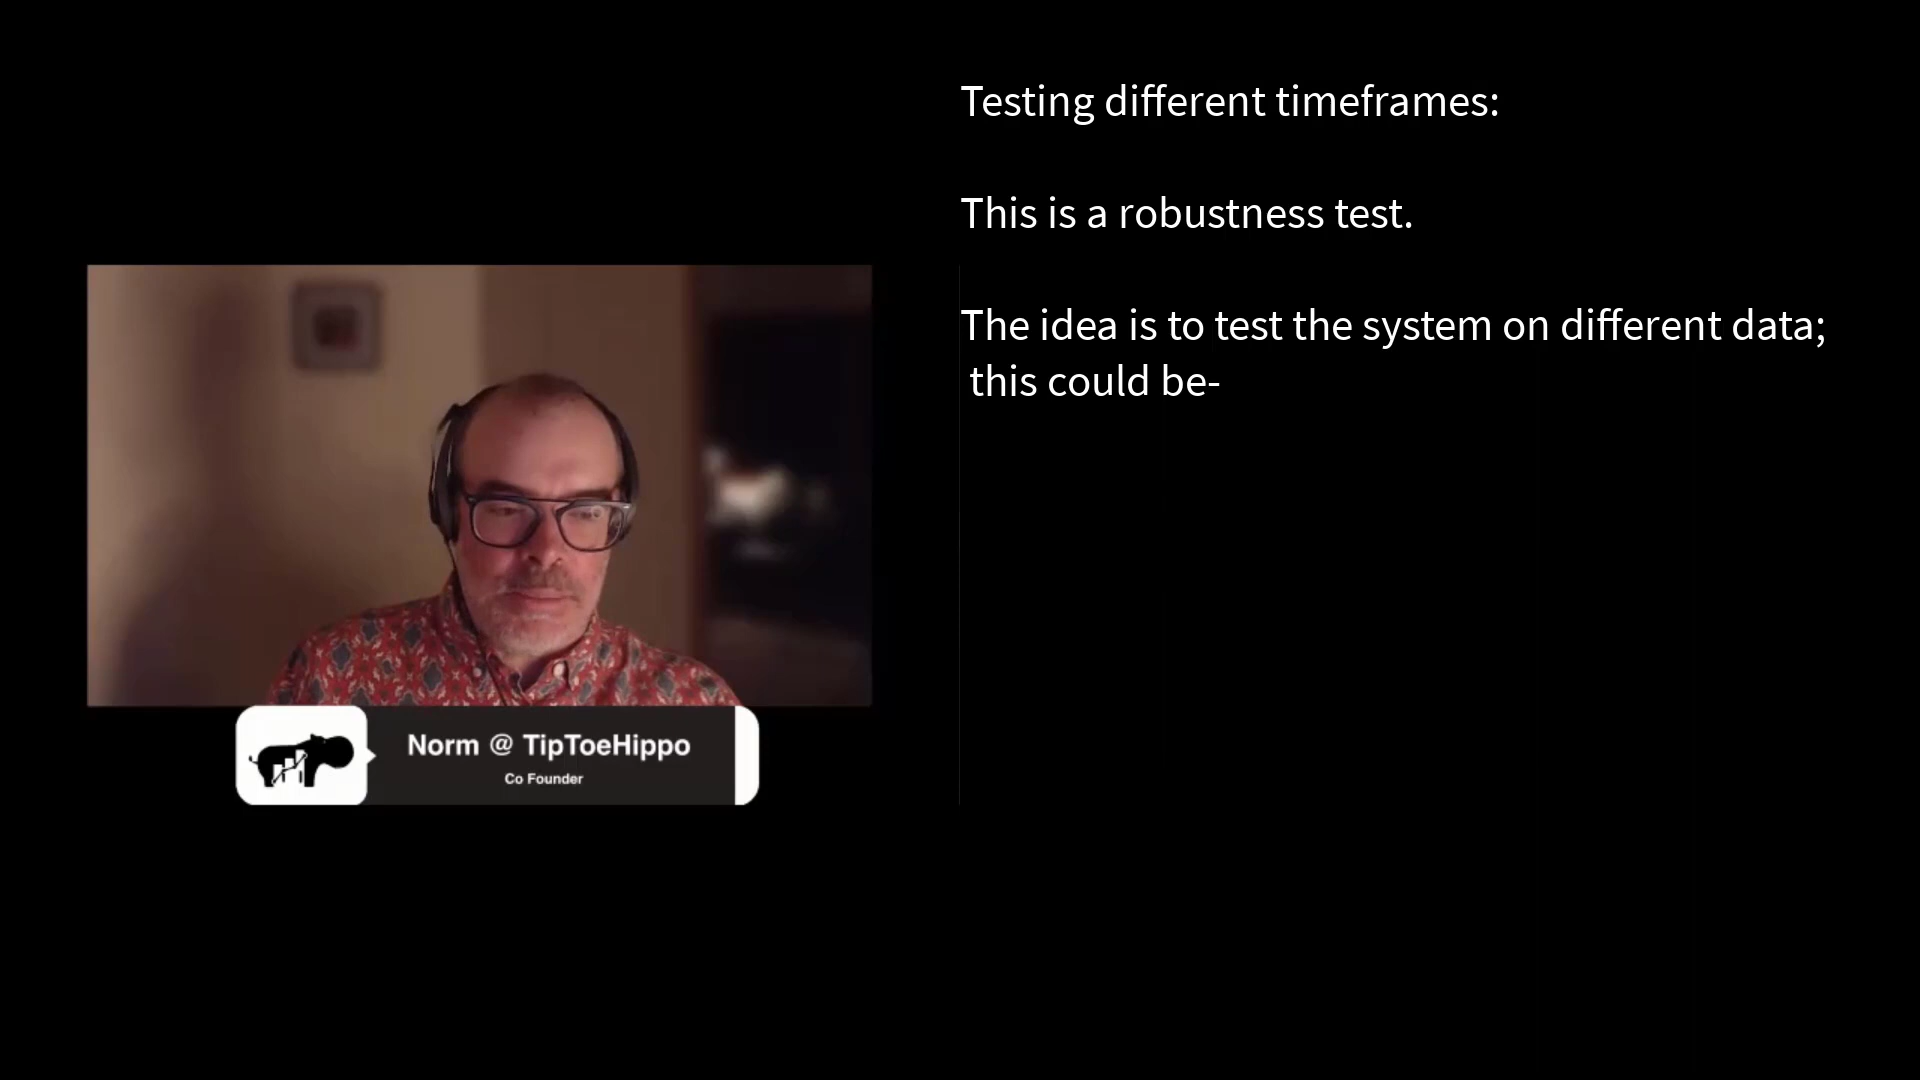 Testing different timeframes:
This is a robustness test.
The idea is to test the system on different data;
this could be-
Norm @ TipToeHippo
Co Founder